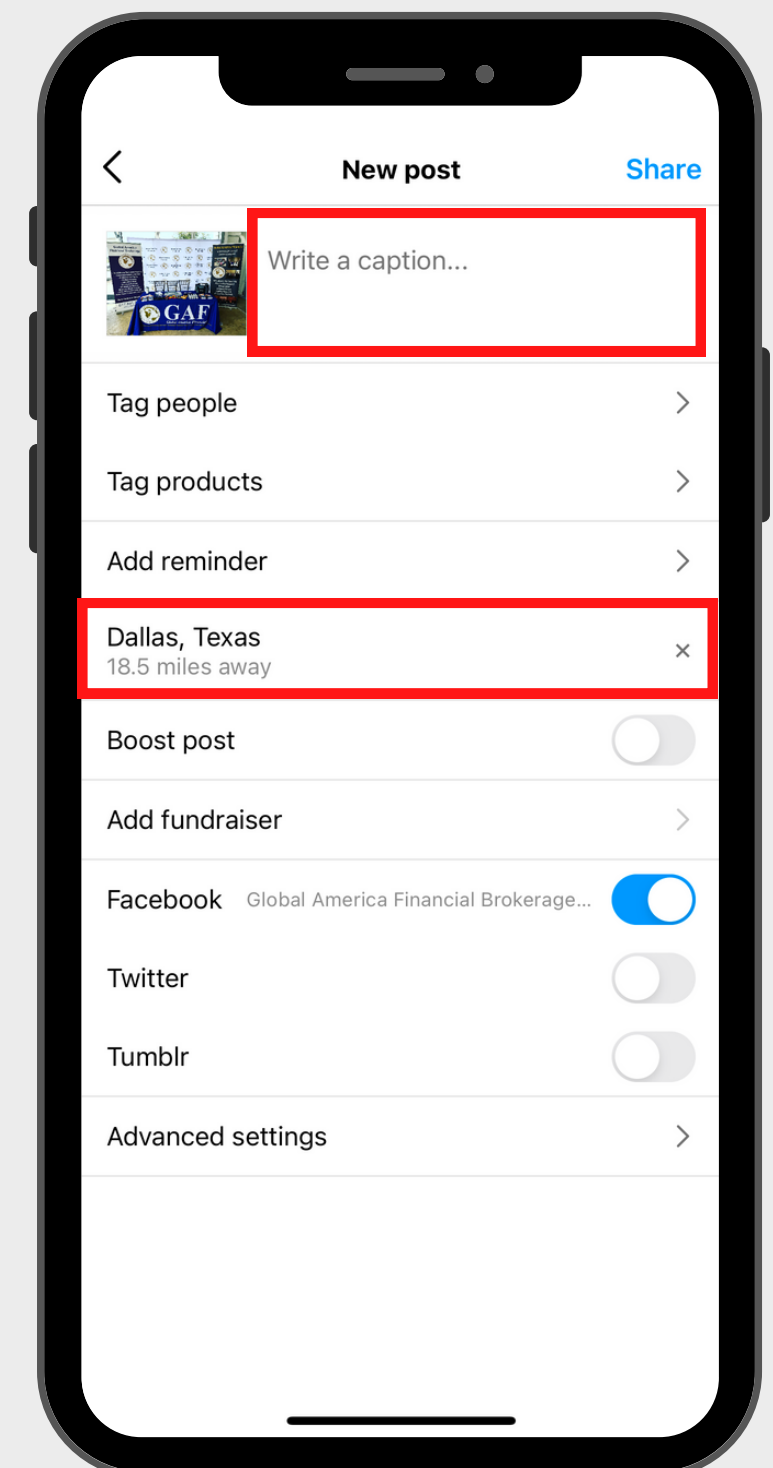 New post
Share
Write a caption...
GAF
Tag people
Tag products
Add reminder
Dallas, Texas
18.5 miles away
Boost post
Add fundraiser
Facebook Global America Financial Brokerage...
Twitter
Tumblr
Advanced settings